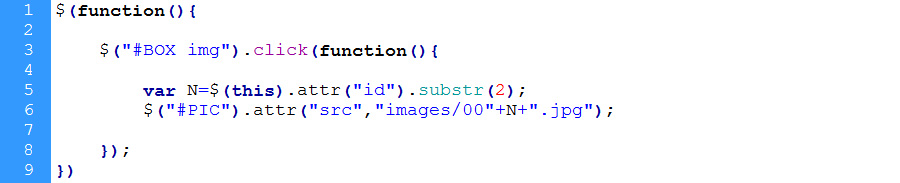 1 $(function(){
2
3     $("#BOX img").click(function(){
4
5         var N=$(this).attr("id").substr(2);
6         $("#PIC").attr("src","images/00"+N+".jpg");
7
8     });
9 })